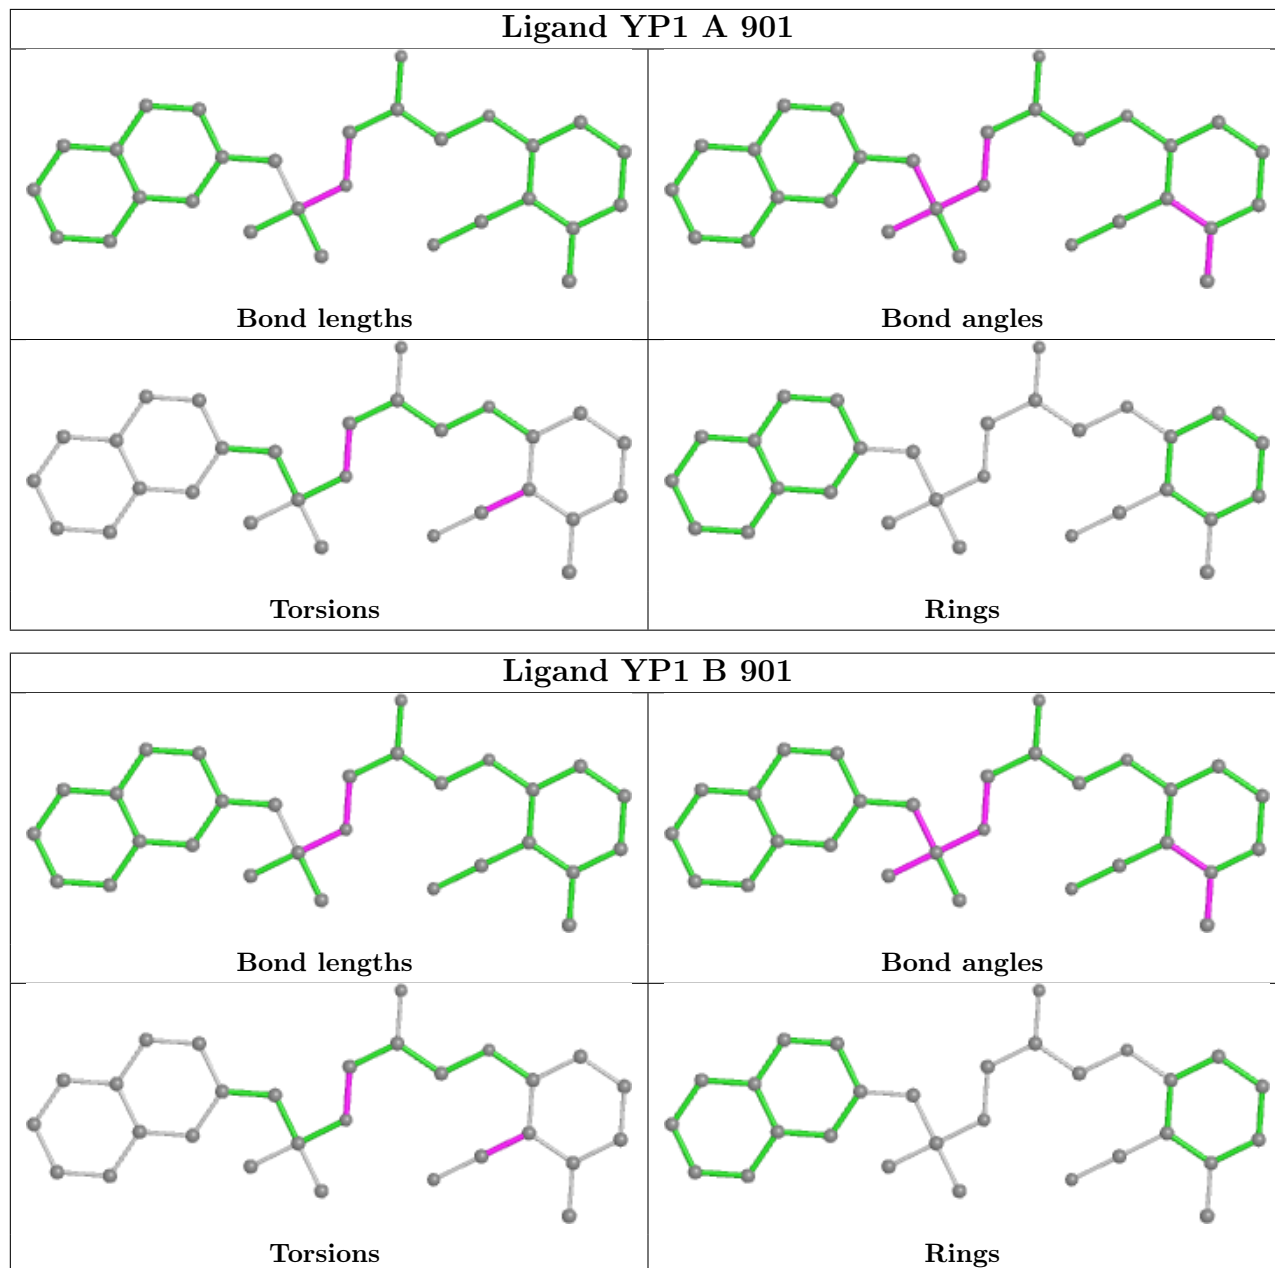 Ligand YP1 A 901
Bond lengths
Bond angles
Torsions
Rings
Ligand YP1 B 901
Bond lengths
Bond angles
Torsions
Rings